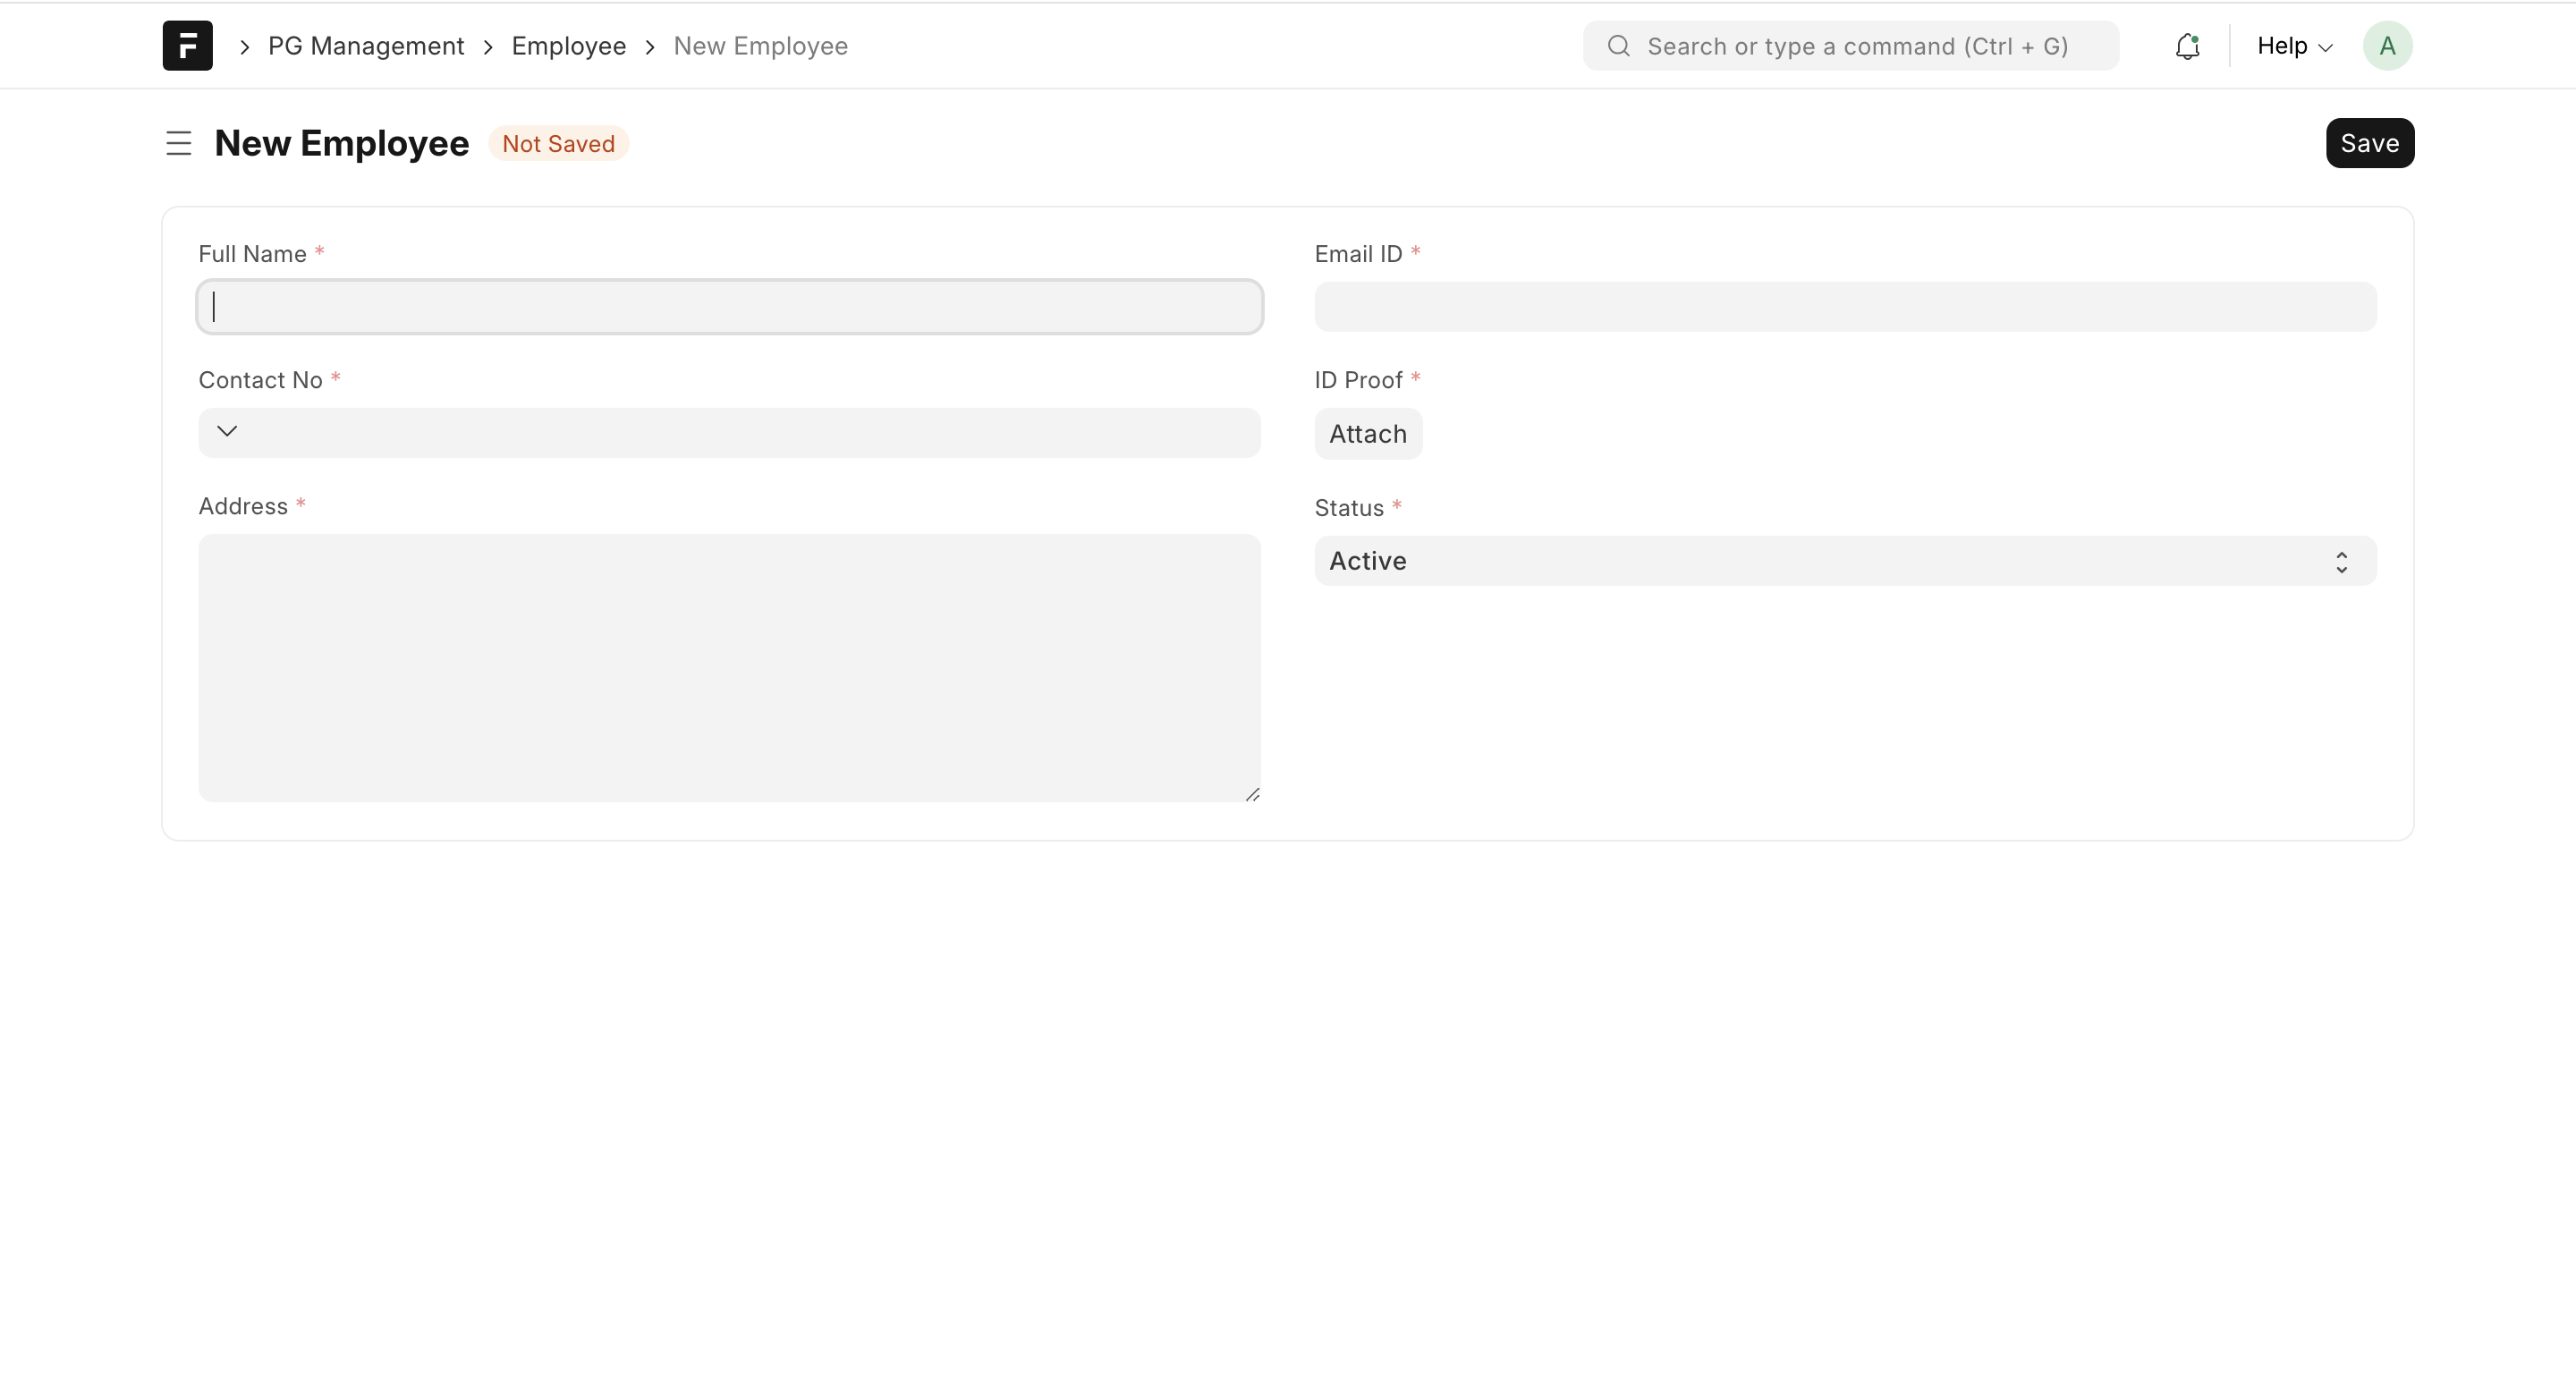 PG Management Employee New Employee Search or type a command (Ctrl + G) Help A
New Employee Not Saved Save
Full Name *
Email ID *
Contact No *
ID Proof *
Attach
Address *
Status *
Active